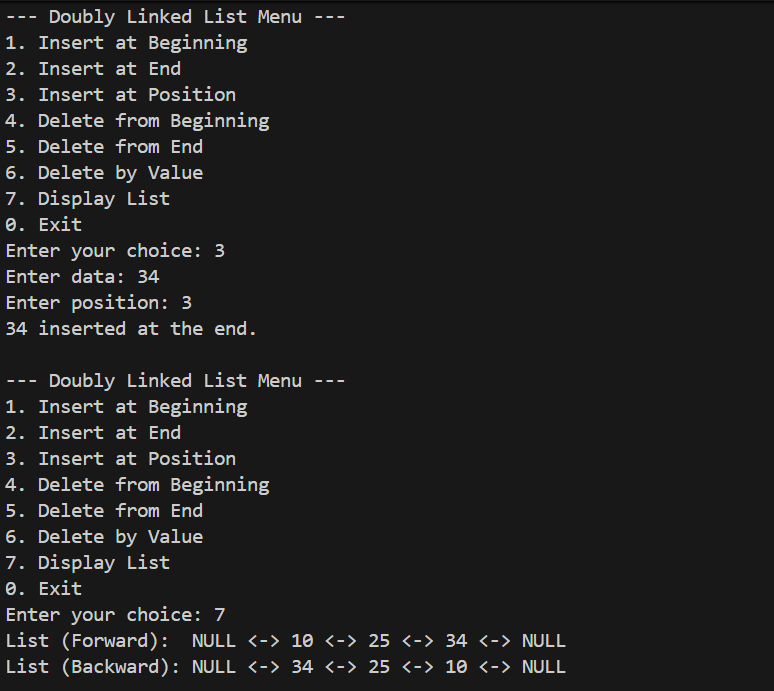 --- Doubly Linked List Menu ---
1. Insert at Beginning
2. Insert at End
3. Insert at Position
4. Delete from Beginning
5. Delete from End
6. Delete by Value
7. Display List
0. Exit
Enter your choice: 3
Enter data: 34
Enter position: 3
34 inserted at the end.

--- Doubly Linked List Menu ---
1. Insert at Beginning
2. Insert at End
3. Insert at Position
4. Delete from Beginning
5. Delete from End
6. Delete by Value
7. Display List
0. Exit
Enter your choice: 7
List (Forward):  NULL <-> 10 <-> 25 <-> 34 <-> NULL
List (Backward): NULL <-> 34 <-> 25 <-> 10 <-> NULL